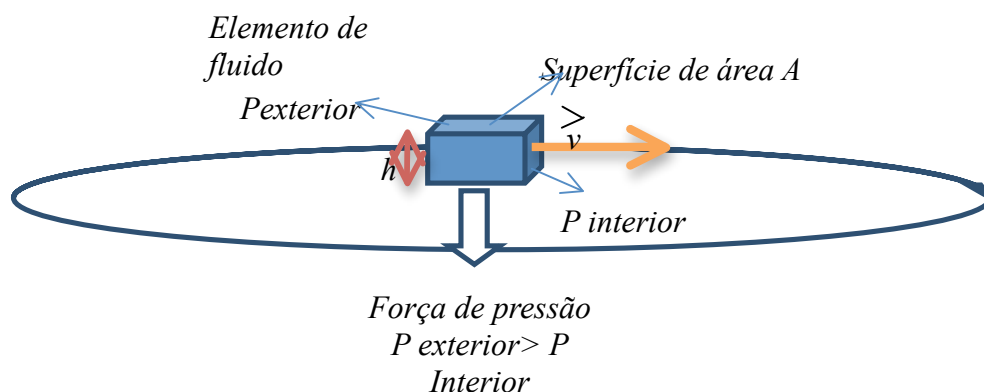 Elemento de
fluido
Superfície de área A
Pexterior
v
h
P interior
Força de pressão
P exterior> P
Interior